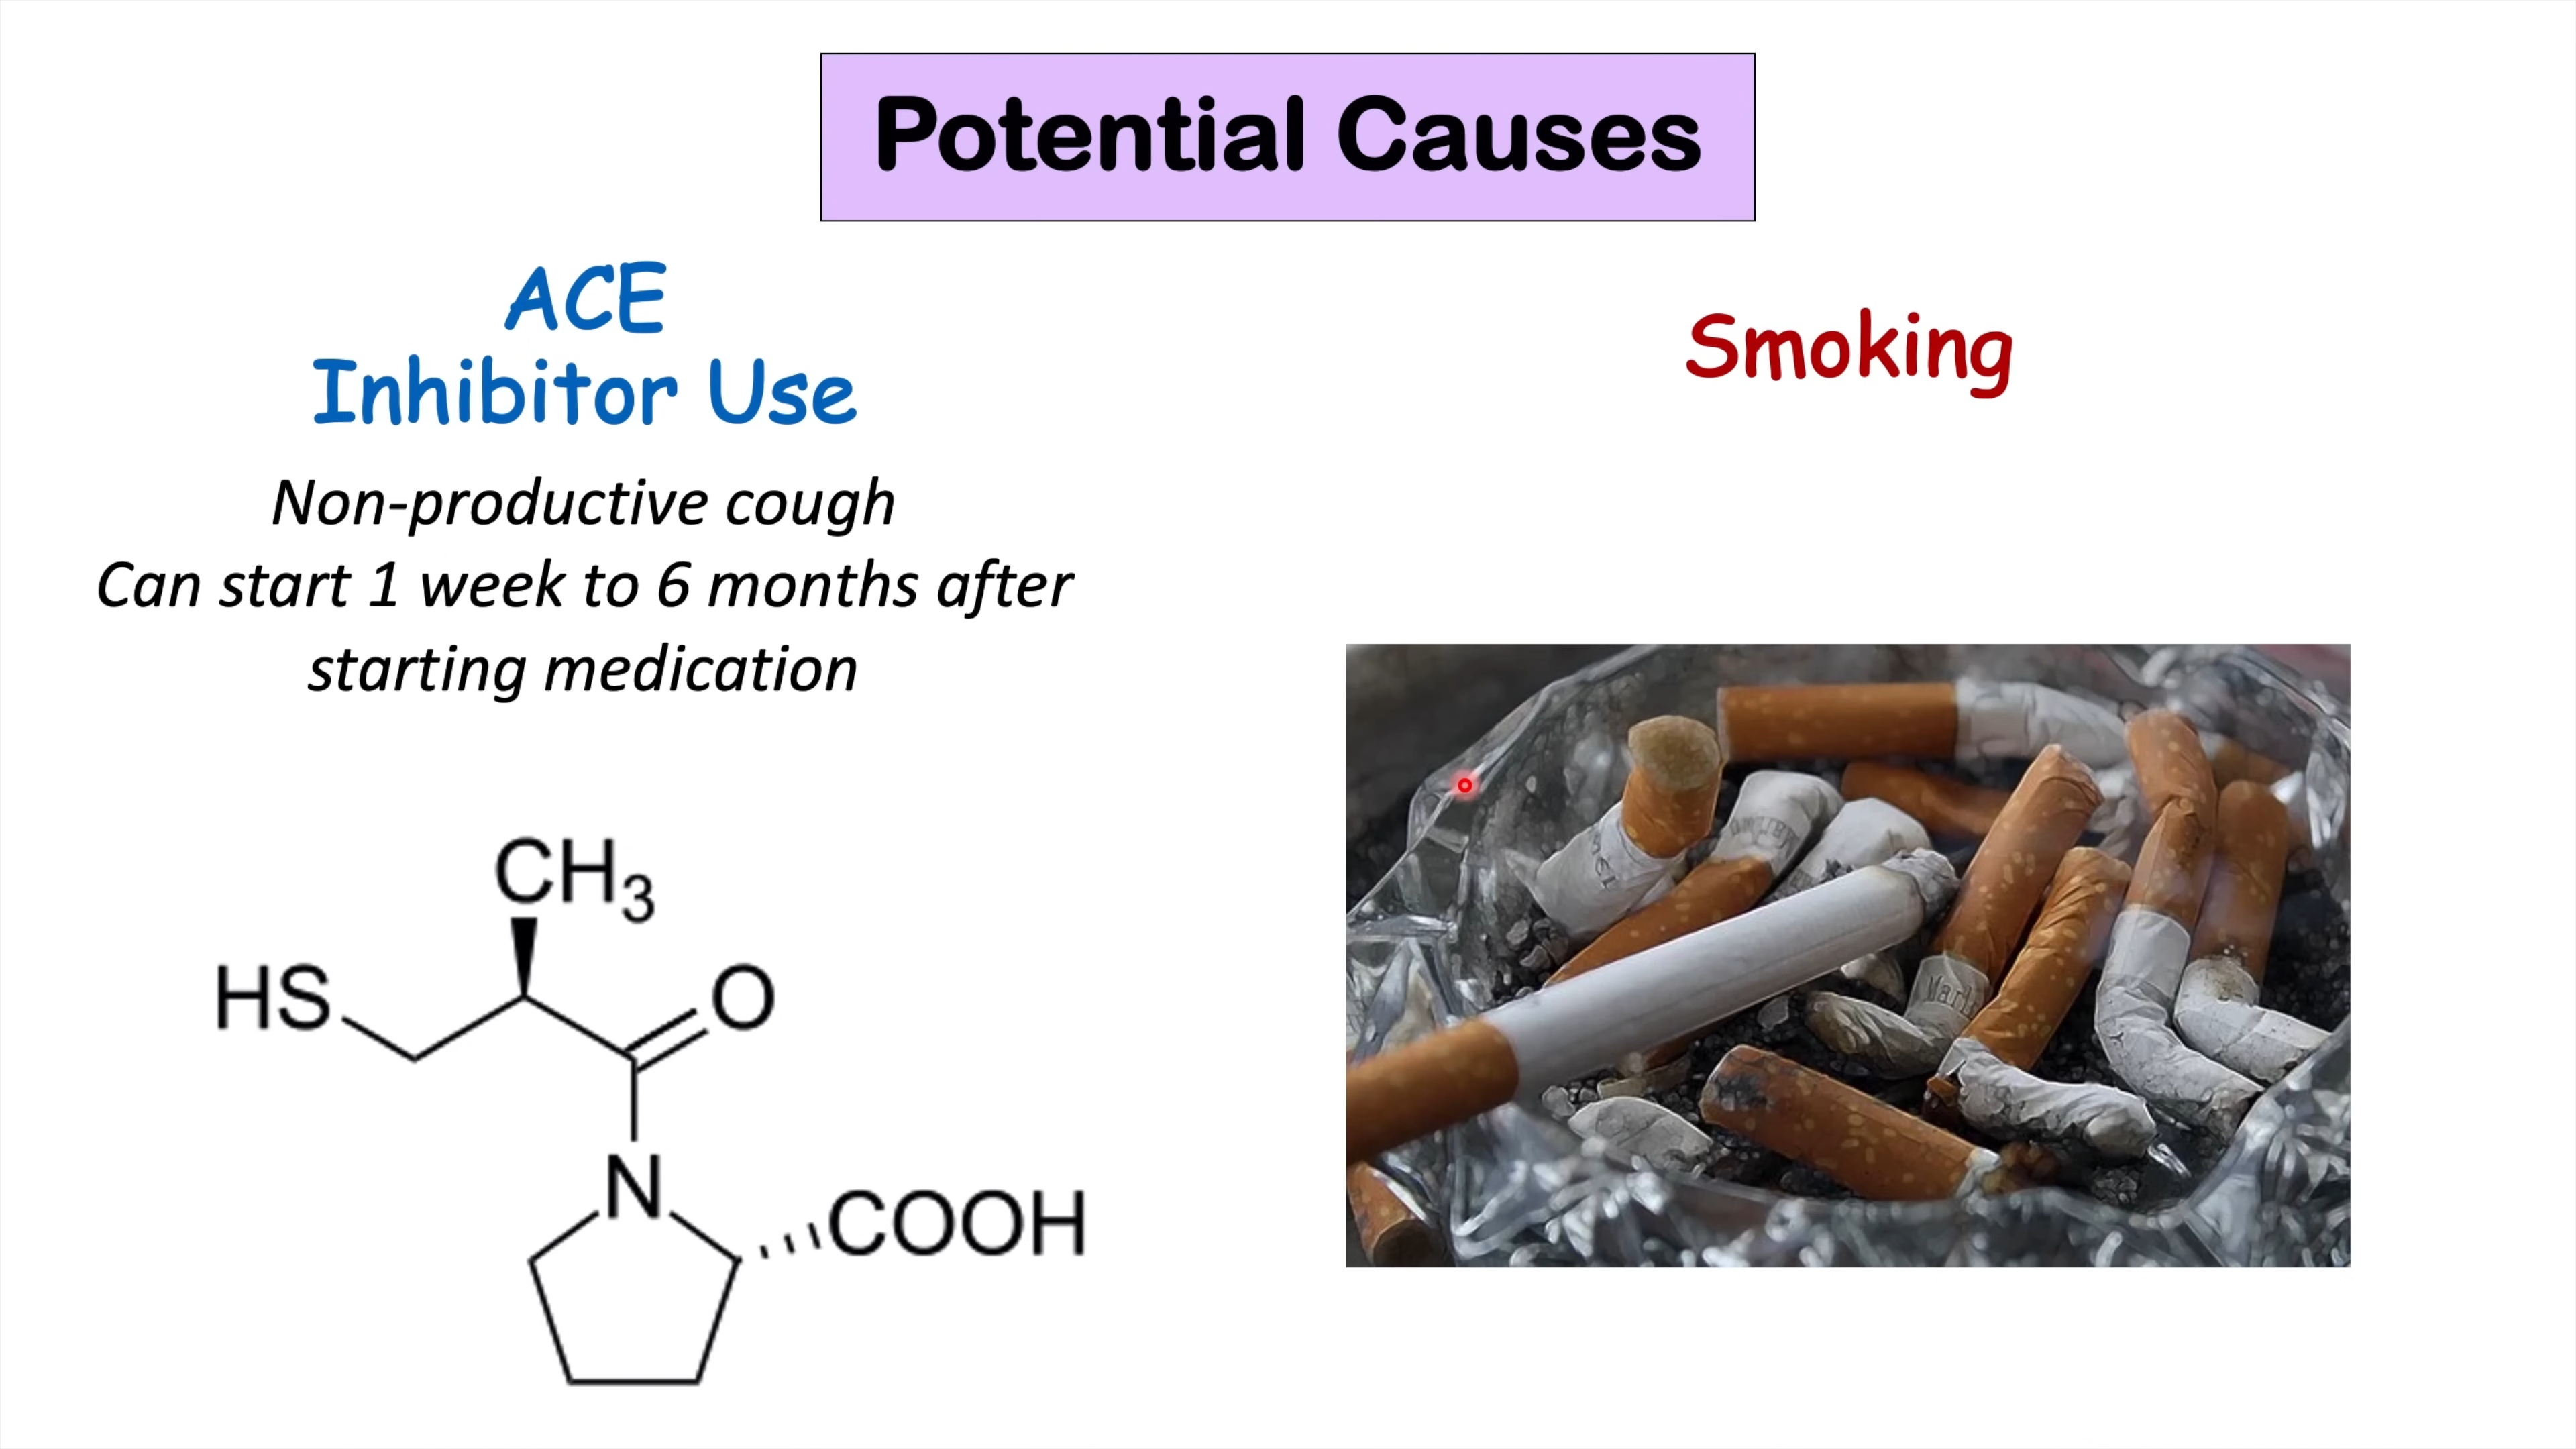 Potential Causes
ACE
Inhibitor Use
Non-productive cough
Can start 1 week to 6 months after
starting medication
Smoking
CH3
HS
O
N
COOH